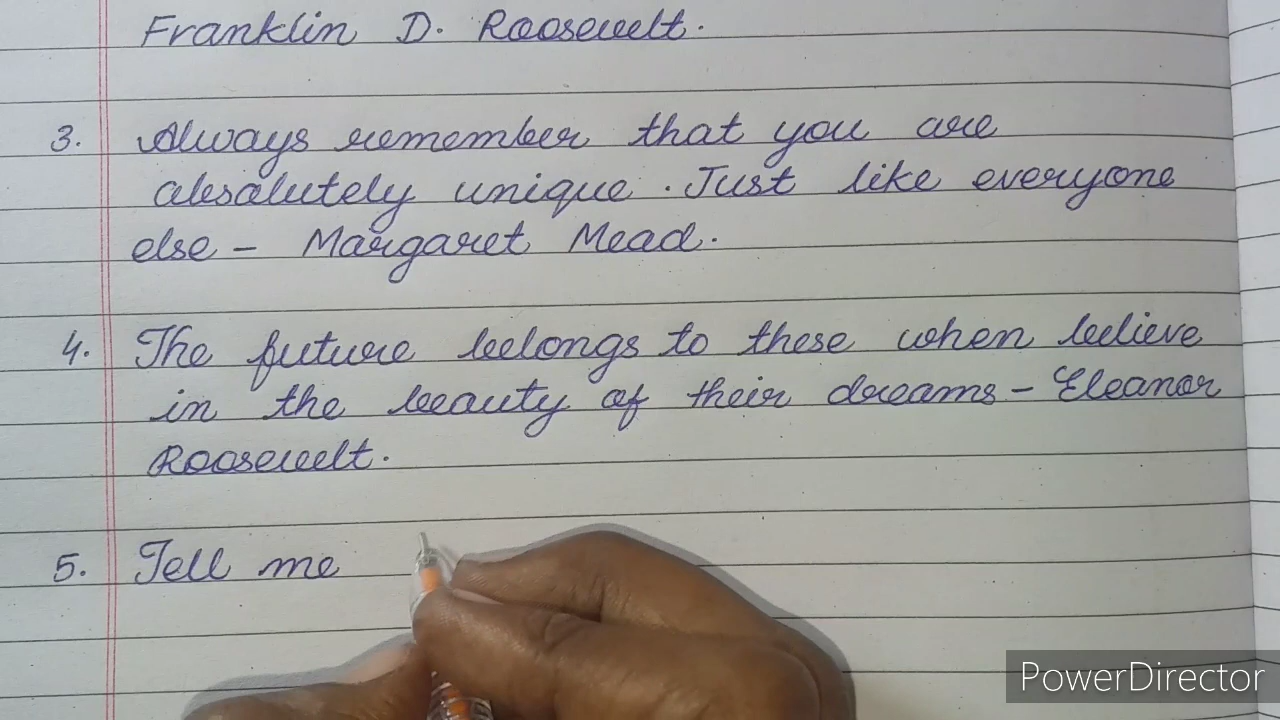 Franklin D. Roosevelt.
3. Always remember that you are
absolutely unique. Just like everyone
else - Margaret Mead.
4. The future belongs to these when believe
in the beauty of their dreams - Eleanor
Roosevelt.
5. Tell me
PowerDirector